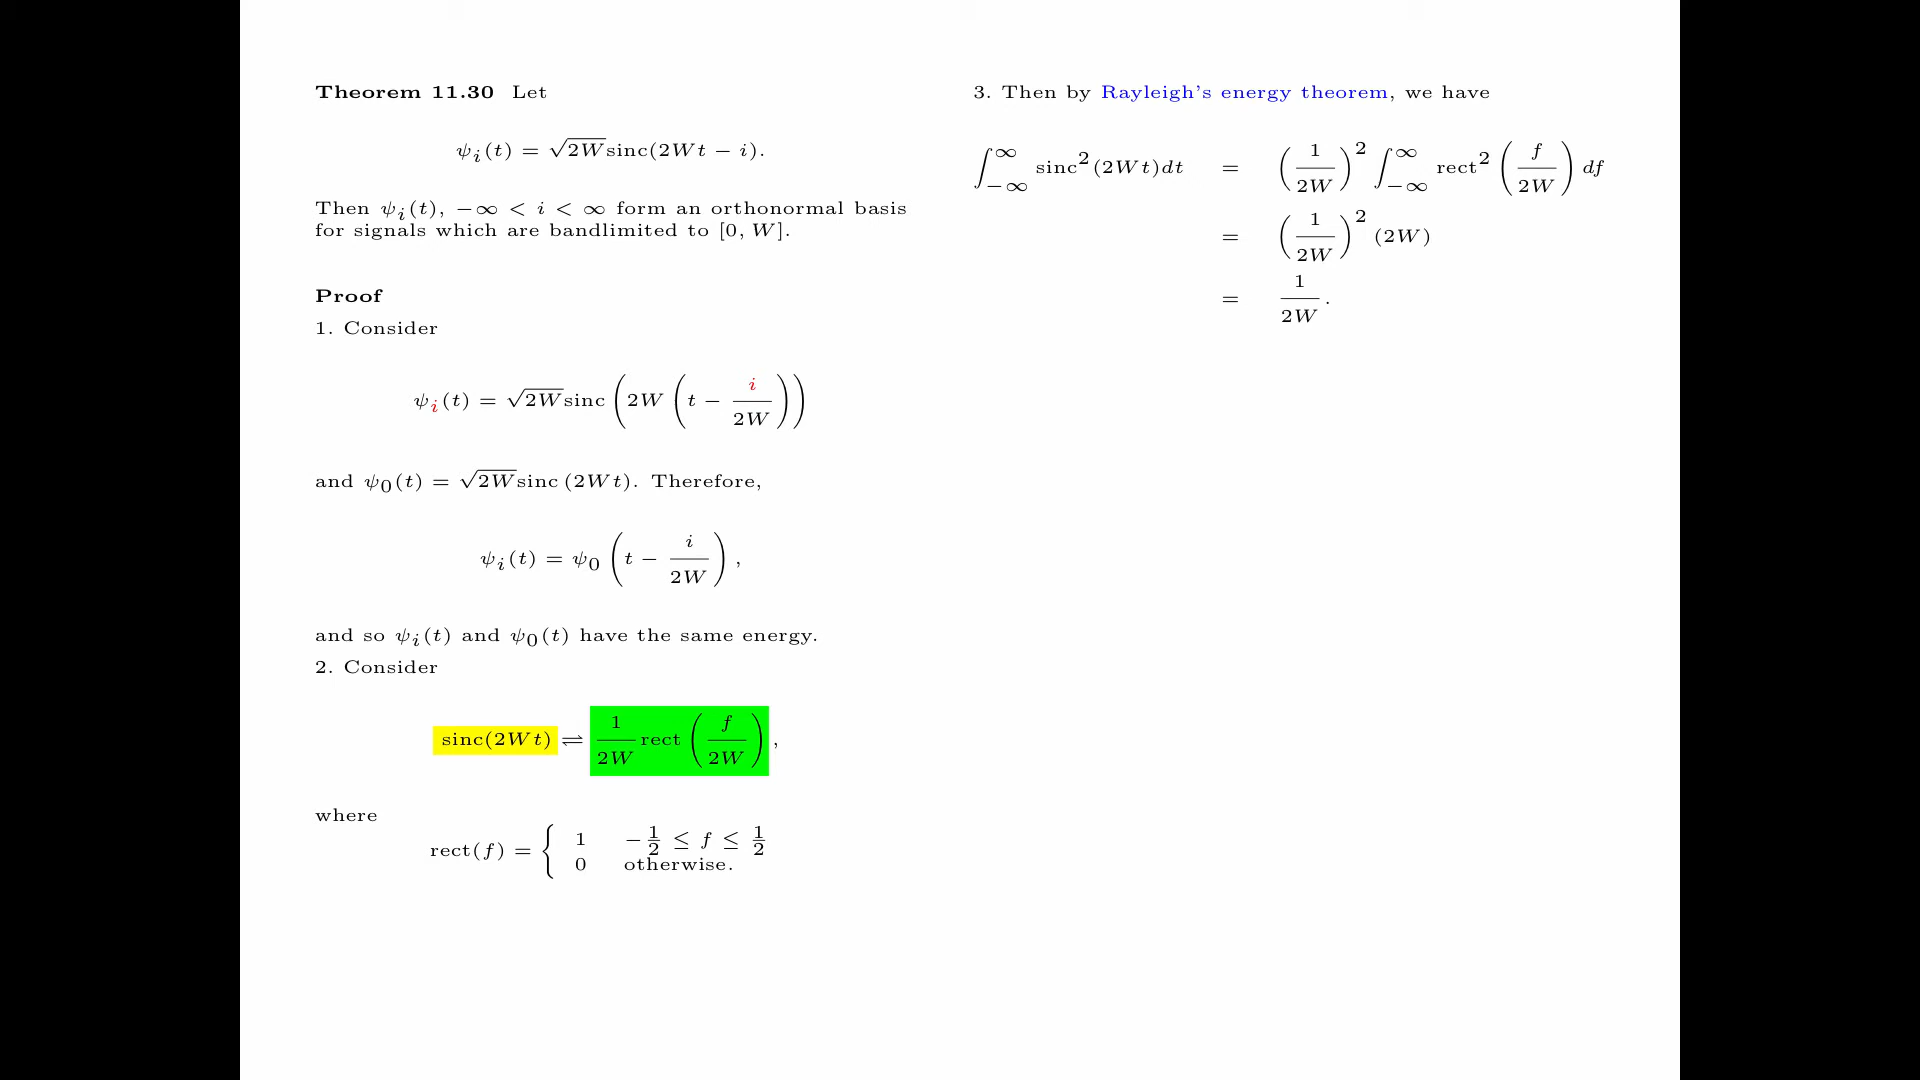 Theorem 11.30 Let
ψ_i(t) = √2W sinc(2Wt − i).
Then ψ_i(t), −∞ < i < ∞ form an orthonormal basis
for signals which are bandlimited to [0, W].
Proof
1. Consider
ψ_i(t) = √2W sinc (2W (t − i/2W))
and ψ_0(t) = √2W sinc (2Wt). Therefore,
ψ_i(t) = ψ_0 (t − i/2W),
and so ψ_i(t) and ψ_0(t) have the same energy.
2. Consider
sinc(2Wt) ⇌ 1/2W rect (f/2W),
where
rect(f) = { 1 −1/2 ≤ f ≤ 1/2
0 otherwise.
3. Then by Rayleigh's energy theorem, we have
∫_{−∞}^{∞} sinc²(2Wt)dt = (1/2W)² ∫_{−∞}^{∞} rect² (f/2W) df
= (1/2W)² (2W)
= 1/2W.